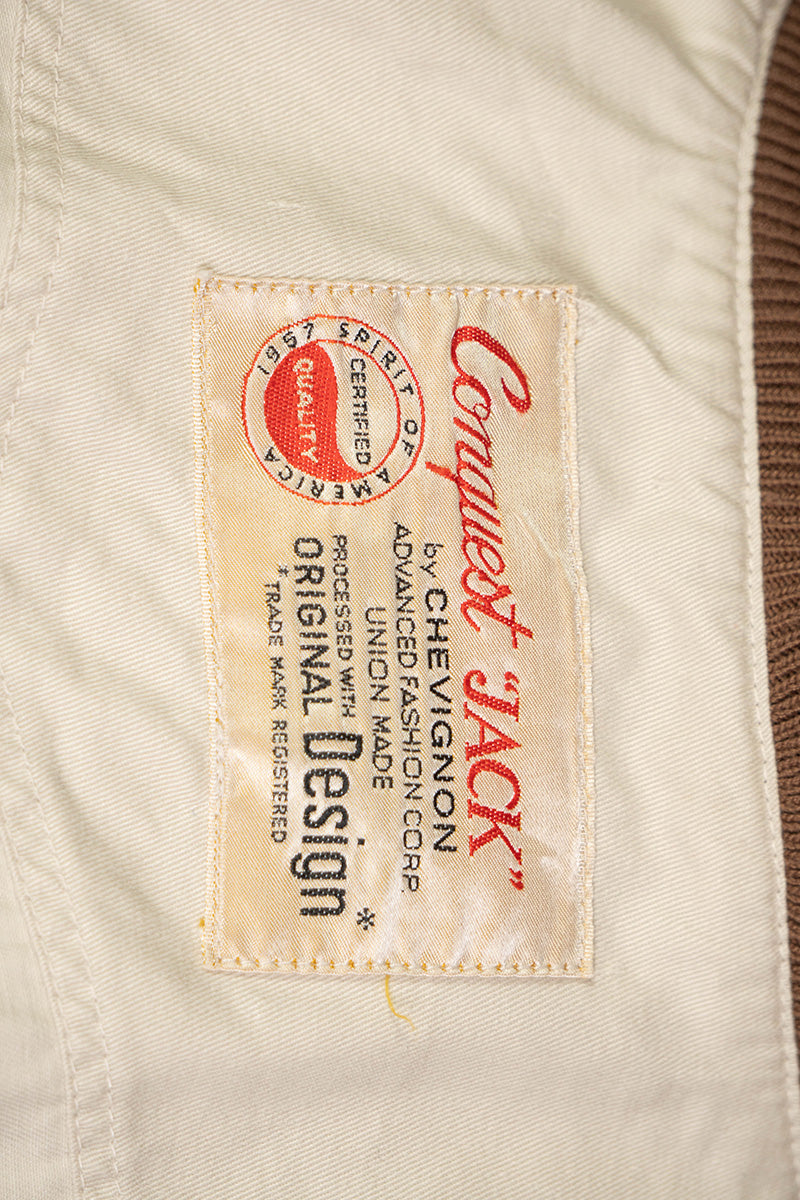 Conquest "JACK"
by CHEVIGNON
ADVANCED FASHION CORP.
UNION MADE
PROCESSED WITH
ORIGINAL Design*
*TRADE MARK REGISTERED
1957 SPIRIT OF AMERICA
CERTIFIED
QUALITY